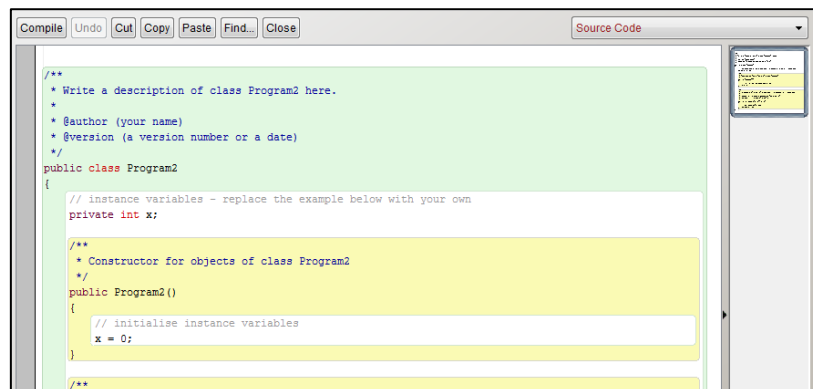 Compile Undo Cut Copy Paste Find... Close Source Code
/**
 * Write a description of class Program2 here.
 *
 * @author (your name)
 * @version (a version number or a date)
 */
public class Program2
{
// instance variables - replace the example below with your own
private int x;
/**
 * Constructor for objects of class Program2
 */
public Program2()
{
// initialise instance variables
x = 0;
}
/**